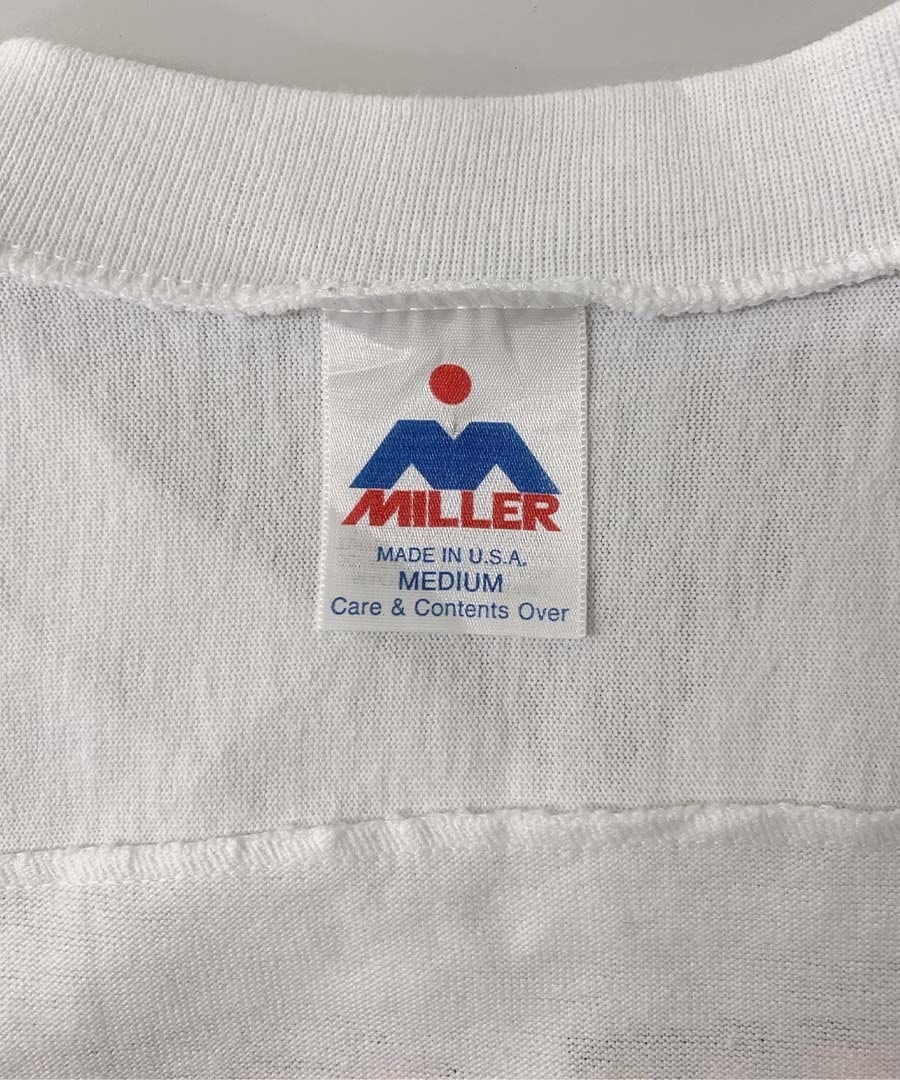 MILLER
MADE IN U.S.A.
MEDIUM
Care & Contents Over